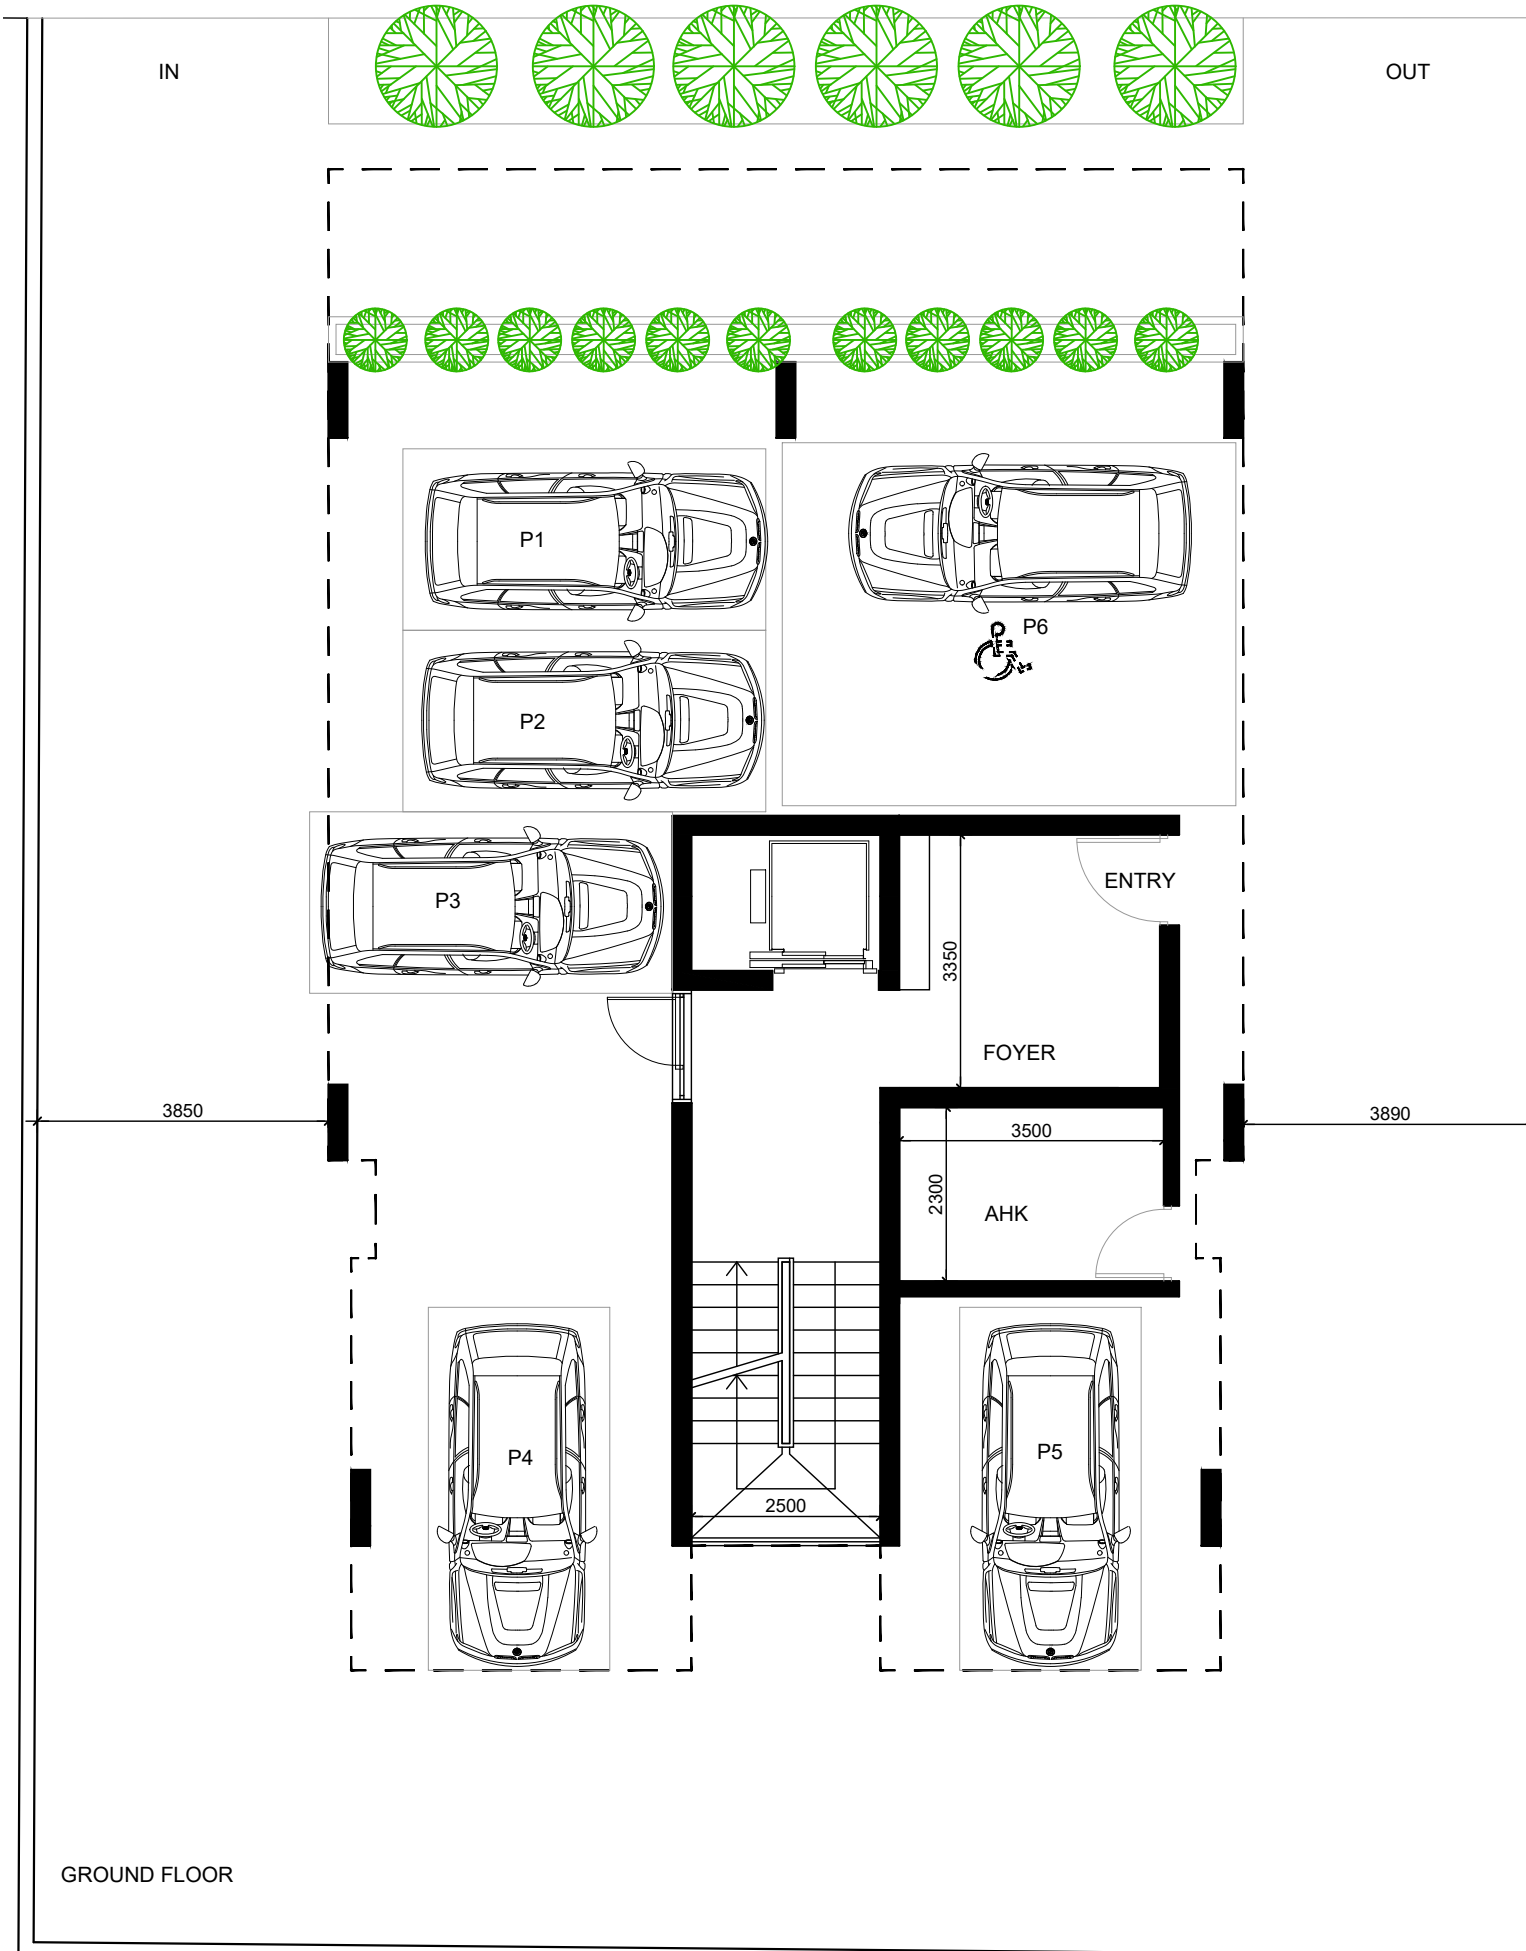 IN
OUT
P1
P6
P2
P3
ENTRY
3350
FOYER
3850
3890
3500
2300
AHK
P4
P5
2500
GROUND FLOOR